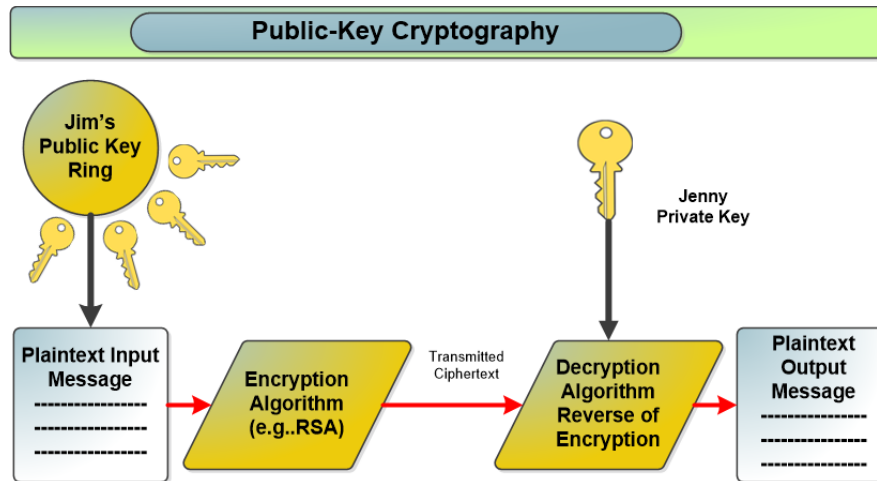 Public-Key Cryptography
Jim's
Public Key
Ring
Jenny
Private Key
Plaintext Input
Message
Encryption
Algorithm
(e.g..RSA)
Transmitted
Ciphertext
Decryption
Algorithm
Reverse of
Encryption
Plaintext
Output
Message